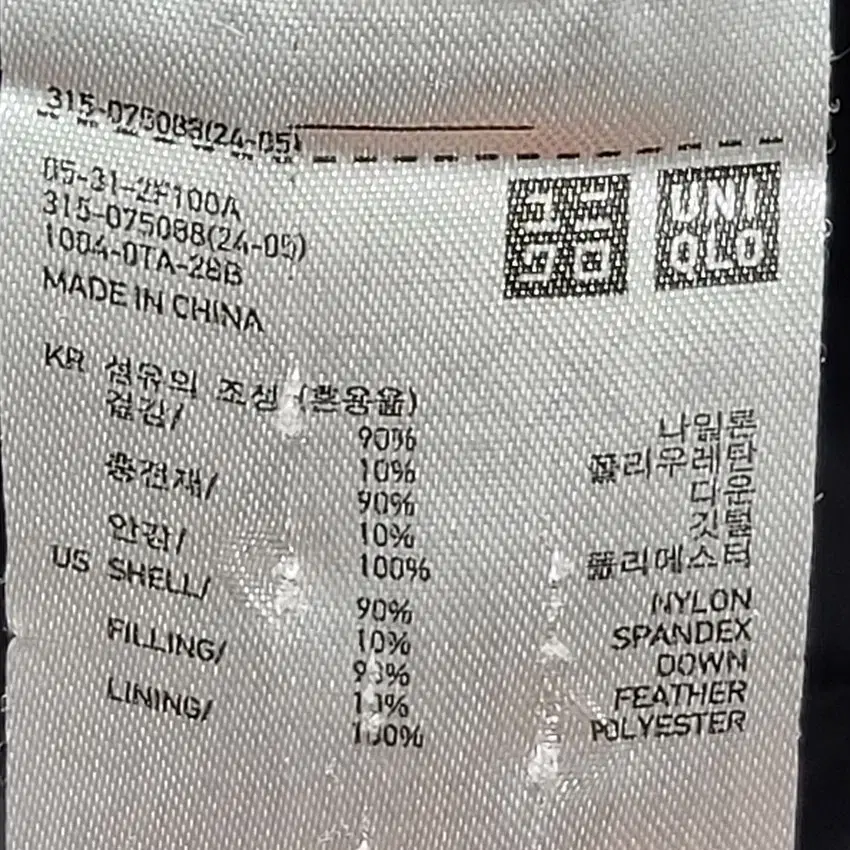 315-075088(24-05)
05-31-2Y100A
315-075088(24-05)
1004-0TA-28B
MADE IN CHINA
ユニ
クロ
UNI
QLO
KR 섬유의 조성 (혼용율)
겉감/ 90% 나일론
10% 폴리우레탄
충전재/ 90% 다운
10% 깃털
안감/ 100% 폴리에스터
US SHELL/ 90% NYLON
10% SPANDEX
FILLING/ 90% DOWN
10% FEATHER
LINING/ 100% POLYESTER